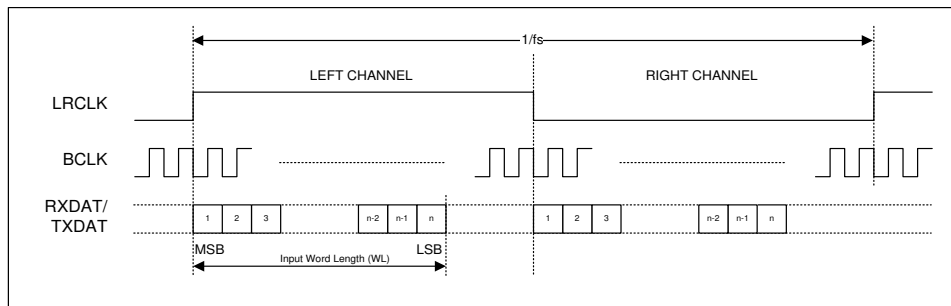 1/fs
LEFT CHANNEL RIGHT CHANNEL
LRCLK
BCLK
RXDAT/
TXDAT
1 2 3 n-2 n-1 n 1 2 3 n-2 n-1 n
MSB LSB
Input Word Length (WL)